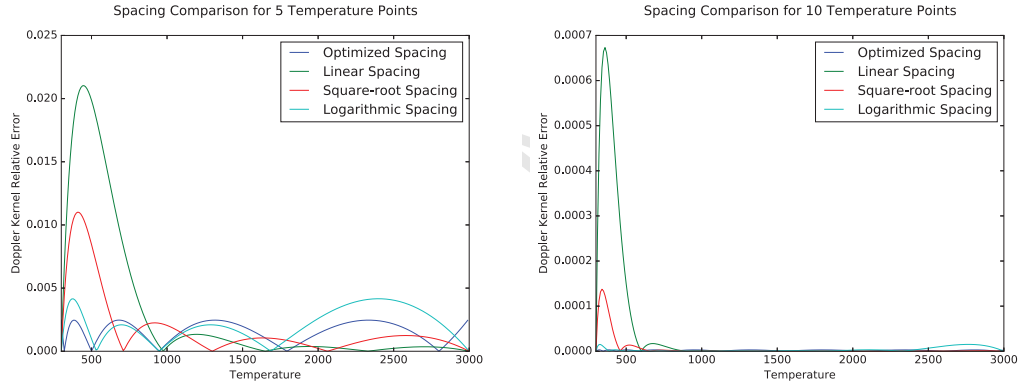 Spacing Comparison for 5 Temperature Points
0.025
0.020
0.015
0.010
0.005
0.000
Doppler Kernel Relative Error
Optimized Spacing
Linear Spacing
Square-root Spacing
Logarithmic Spacing
500
1000
1500
2000
2500
3000
Temperature
Spacing Comparison for 10 Temperature Points
0.0007
0.0006
0.0005
0.0004
0.0003
0.0002
0.0001
0.0000
Doppler Kernel Relative Error
Optimized Spacing
Linear Spacing
Square-root Spacing
Logarithmic Spacing
500
1000
1500
2000
2500
3000
Temperature